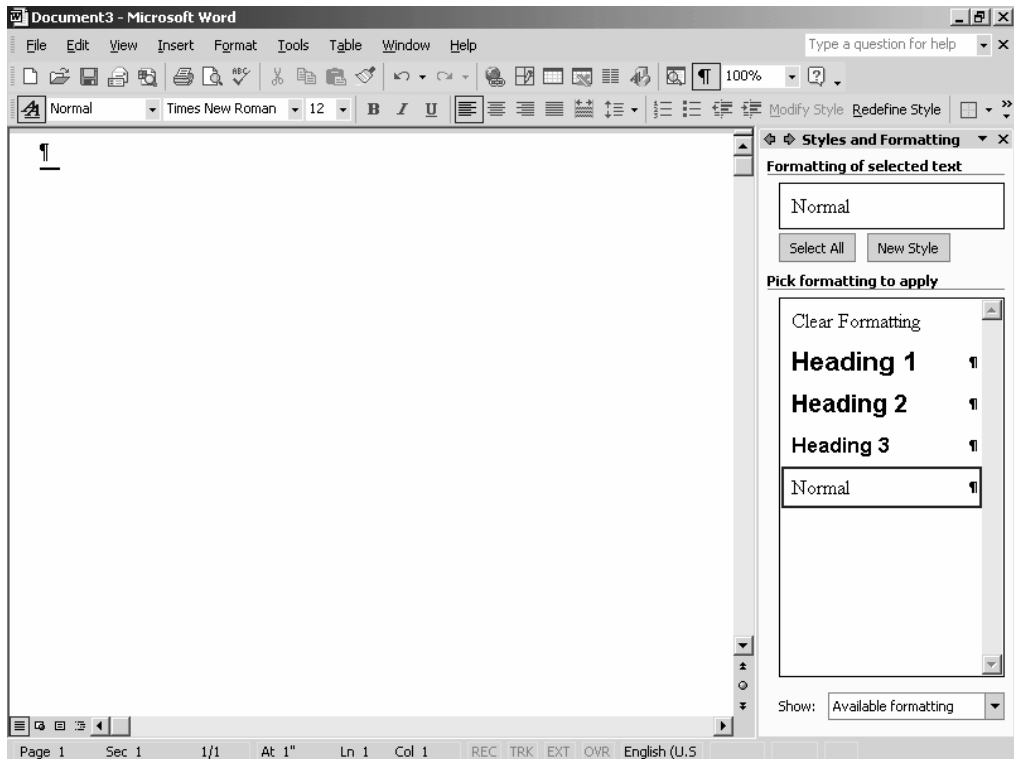 Document3 - Microsoft Word
File Edit View Insert Format Tools Table Window Help Type a question for help
100%
Normal Times New Roman 12 B I U Modify Style Redefine Style
¶
Styles and Formatting
Formatting of selected text
Normal
Select All New Style
Pick formatting to apply
Clear Formatting
Heading 1 ¶
Heading 2 ¶
Heading 3 ¶
Normal ¶
Show: Available formatting
Page 1 Sec 1 1/1 At 1" Ln 1 Col 1 REC TRK EXT OVR English (U.S